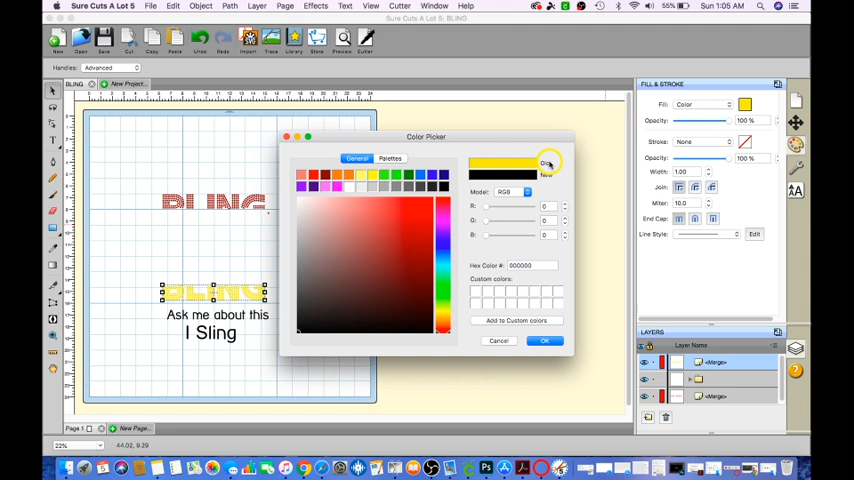 Sure Cuts A Lot 5 File Edit Object Path Layer Page Effects Text View Cutter Window Help
55% Sun 1:05 AM
Sure Cuts A Lot 5: BLING
New Open Save Cut Copy Paste Undo Redo Import Trace Library Store Preview Cutter
Handles: Advanced
BLING New Project...
FILL & STROKE
Fill: Color
Opacity: 100 %
Stroke: None
Opacity: 100 %
Width: 1.00
Join:
Miter: 10.0
End Cap:
Line Style: Edit
Color Picker
General Palettes
Old
New
Model: RGB
R: 0
G: 0
B: 0
Hex Color #: 000000
Custom colors:
Add to Custom colors
Cancel OK
BLING
BLING
Ask me about this
I Sling
LAYERS
Layer Name
<Merge>
<Merge>
Page 1 New Page...
22% 44.02, 9.29